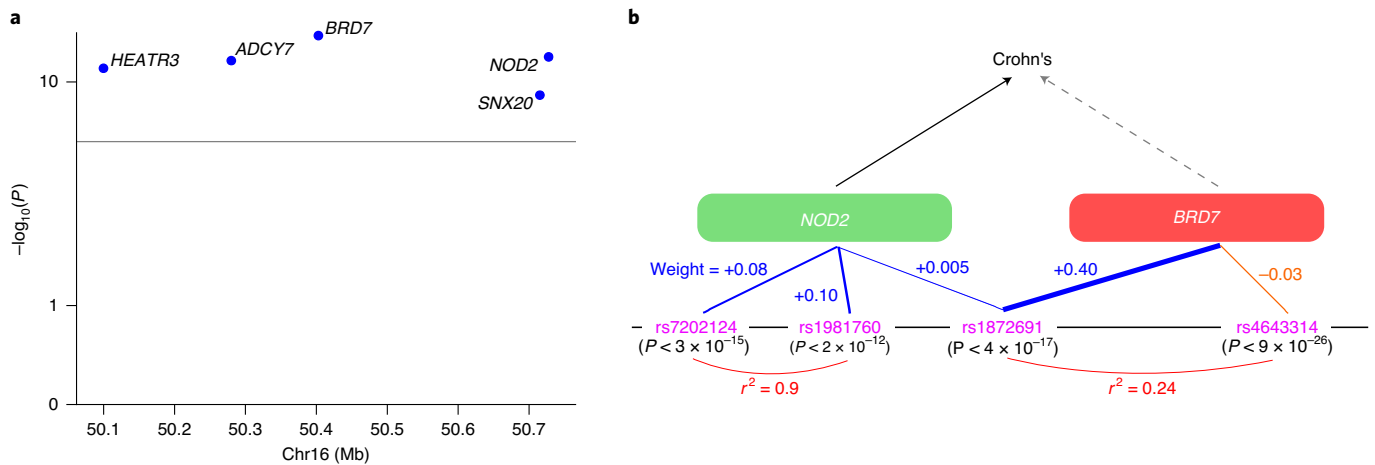 a
BRD7
ADCY7
HEATR3
NOD2
SNX20
10
1
0
–log10(P)
50.1 50.2 50.3 50.4 50.5 50.6 50.7
Chr16 (Mb)
b
Crohn's
NOD2 BRD7
Weight = +0.08 +0.005 +0.40 –0.03
+0.10
rs7202124 rs1981760 rs1872691 rs4643314
(P < 3 × 10–15) (P < 2 × 10–12) (P < 4 × 10–17) (P < 9 × 10–26)
r2 = 0.9 r2 = 0.24